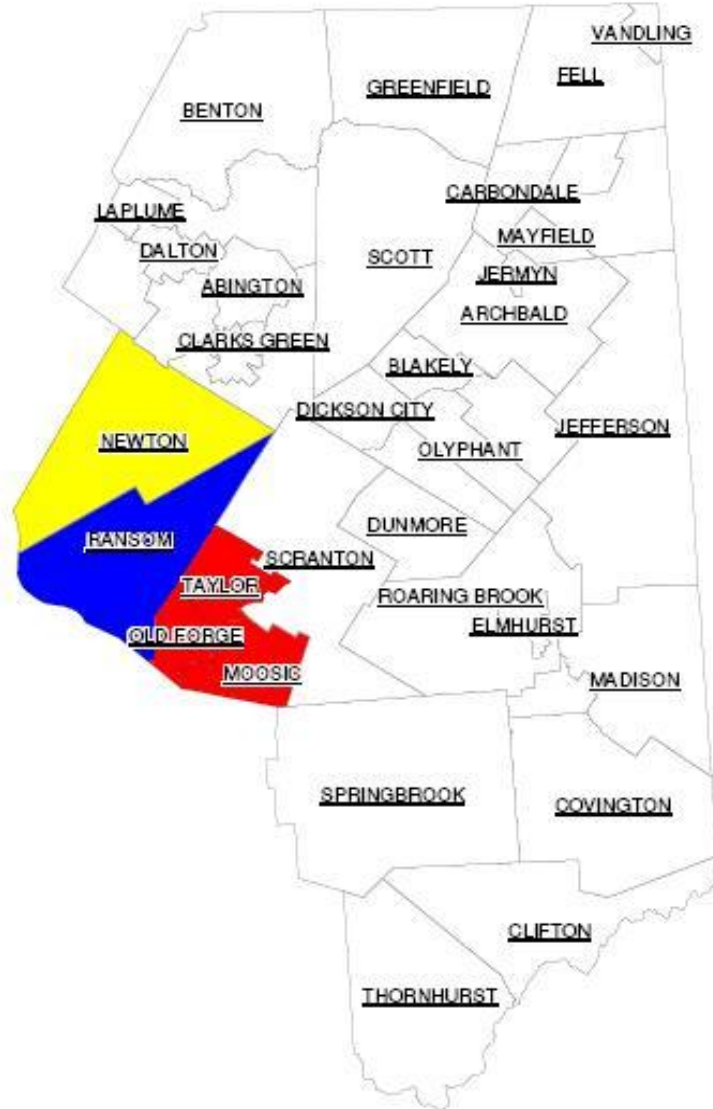 VANDLING
FELL
GREENFIELD
BENTON
CARBONDALE
LAPLUME
MAYFIELD
DALTON
SCOTT
JERMYN
ABINGTON
ARCHBALD
CLARKS GREEN
BLAKELY
DICKSON CITY
JEFFERSON
NEWTON
OLYPHANT
DUNMORE
RANSOM
SCRANTON
TAYLOR
ROARING BROOK
ELMHURST
OLD FORGE
MOOSIC
MADISON
SPRINGBROOK
COVINGTON
CLIFTON
THORNHURST